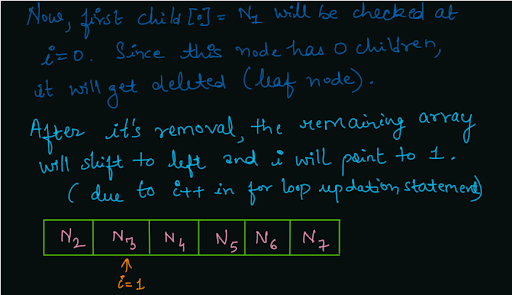 Now, first child[0] = N1 will be checked at
i=0. Since this node has 0 children,
it will get deleted (leaf node).
After it's removal, the remaining array
will shift to left and i will point to 1.
(due to i++ in for loop updation statement)
N2 N3 N4 N5 N6 N7
↑
i=1